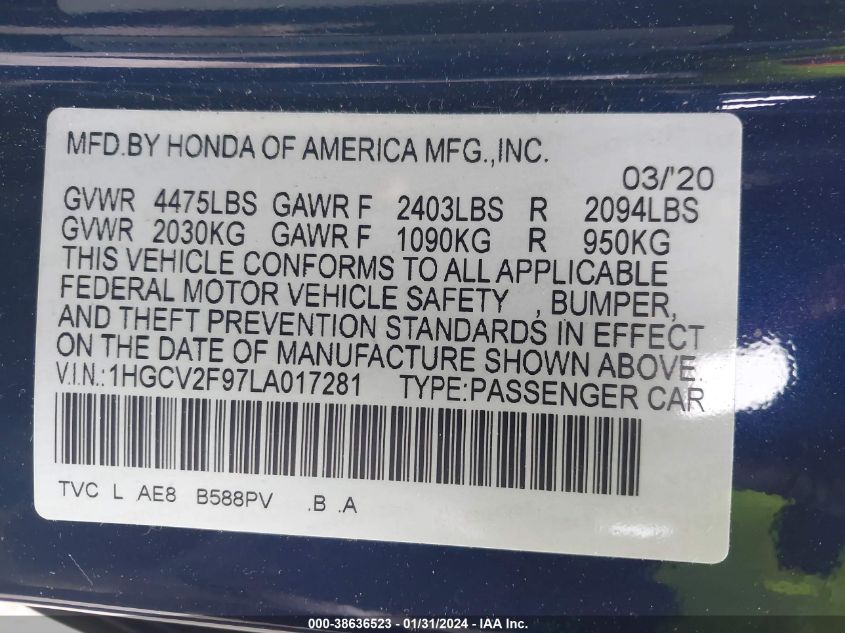 MFD.BY HONDA OF AMERICA MFG.,INC.
03/'20
GVWR 4475LBS GAWR F 2403LBS R 2094LBS
GVWR 2030KG GAWR F 1090KG R 950KG
THIS VEHICLE CONFORMS TO ALL APPLICABLE
FEDERAL MOTOR VEHICLE SAFETY , BUMPER,
AND THEFT PREVENTION STANDARDS IN EFFECT
ON THE DATE OF MANUFACTURE SHOWN ABOVE.
V.I.N.:1HGCV2F97LA017281 TYPE:PASSENGER CAR
TVC L AE8 B588PV .B .A
000-38636523 — 01/31/2024 — IAA Inc.